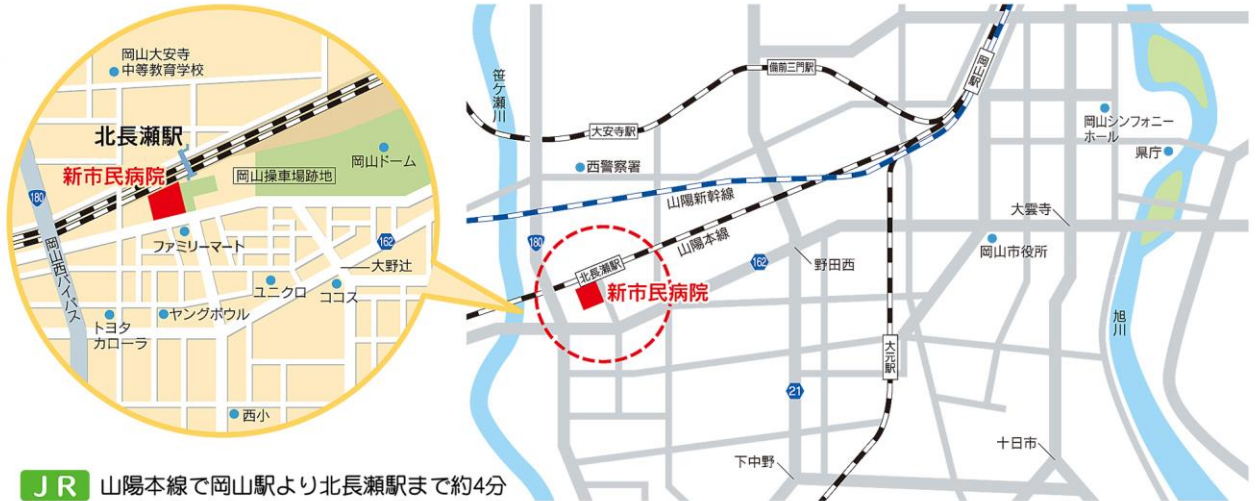 岡山大安寺
中等教育学校
北長瀬駅
新市民病院
岡山操車場跡地
岡山ドーム
180
岡山西バイパス
ファミリーマート
162
大野辻
ユニクロ
ココス
ヤングボウル
トヨタ
カローラ
西小
笹ケ瀬川
備前三門駅
岡山駅
大安寺駅
西警察署
岡山シンフォニー
ホール
県庁
山陽新幹線
山陽本線
大雲寺
180
北長瀬駅
新市民病院
162
野田西
岡山市役所
旭川
大元駅
21
下中野
十日市
JR 山陽本線で岡山駅より北長瀬駅まで約4分